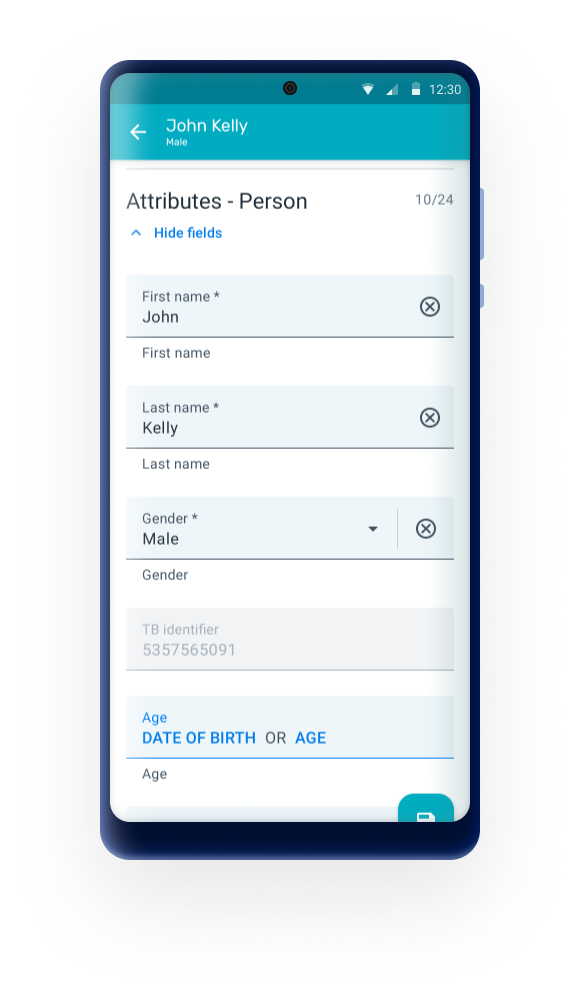 12:30
John Kelly
Male
Attributes - Person 10/24
Hide fields
First name *
John
First name
Last name *
Kelly
Last name
Gender *
Male
Gender
TB identifier
5357565091
Age
DATE OF BIRTH OR AGE
Age